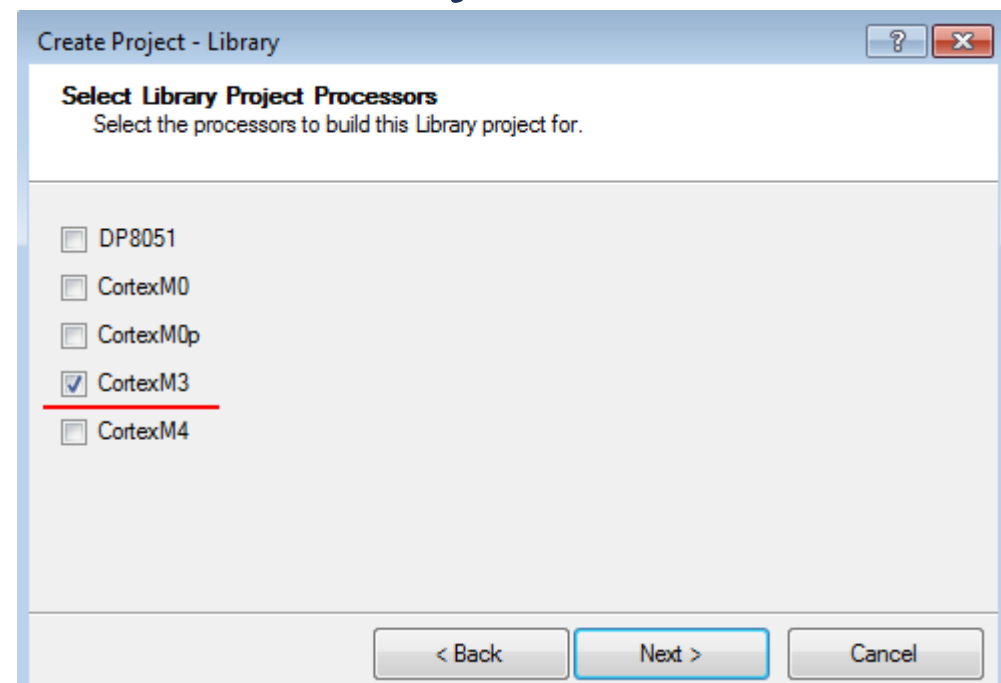 Create Project - Library
?
Select Library Project Processors
Select the processors to build this Library project for.
DP8051
CortexM0
CortexM0p
CortexM3
CortexM4
< Back
Next >
Cancel